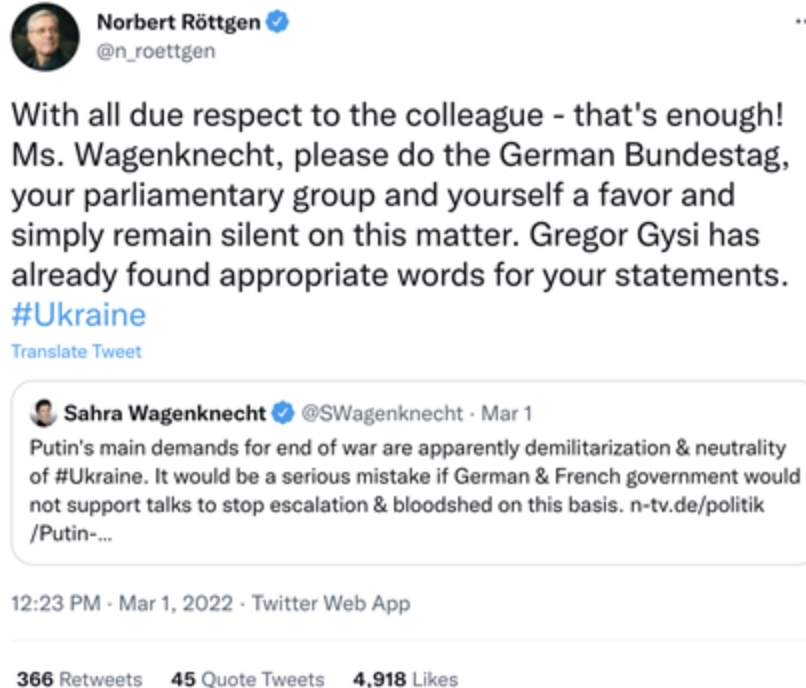 Norbert Röttgen
@n_roettgen
With all due respect to the colleague - that's enough!
Ms. Wagenknecht, please do the German Bundestag,
your parliamentary group and yourself a favor and
simply remain silent on this matter. Gregor Gysi has
already found appropriate words for your statements.
#Ukraine
Translate Tweet
Sahra Wagenknecht @SWagenknecht · Mar 1
Putin's main demands for end of war are apparently demilitarization & neutrality
of #Ukraine. It would be a serious mistake if German & French government would
not support talks to stop escalation & bloodshed on this basis. n-tv.de/politik
/Putin-...
12:23 PM · Mar 1, 2022 · Twitter Web App
366 Retweets 45 Quote Tweets 4,918 Likes